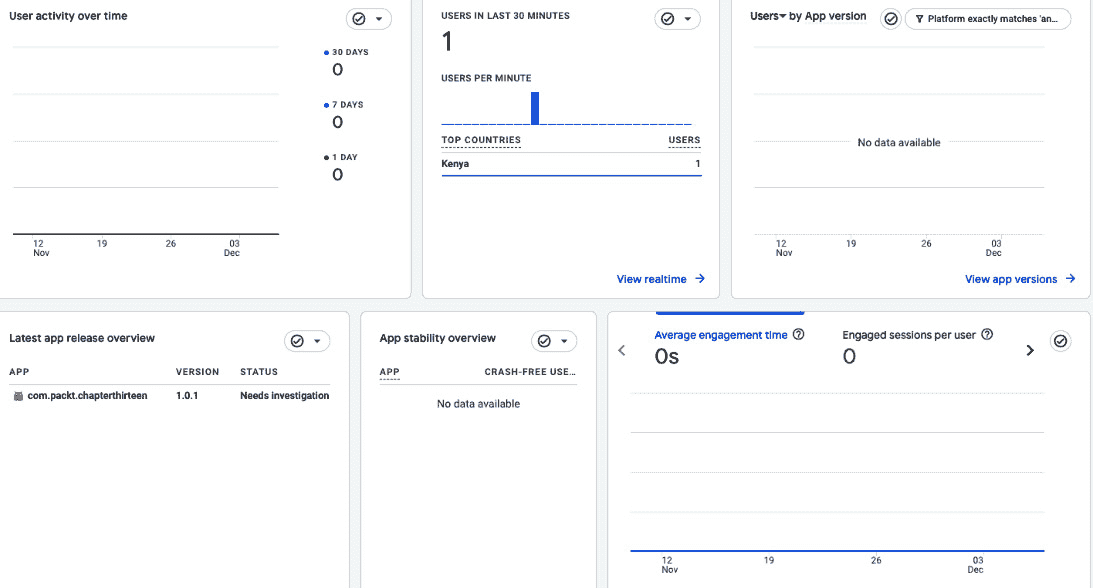 User activity over time
30 DAYS
0
7 DAYS
0
1 DAY
0
12 19 26 03
Nov Dec
USERS IN LAST 30 MINUTES
1
USERS PER MINUTE
TOP COUNTRIES USERS
Kenya 1
View realtime
Users by App version
Platform exactly matches 'an...
No data available
12 19 26 03
Nov Dec
View app versions
Latest app release overview
APP VERSION STATUS
com.packt.chapterthirteen 1.0.1 Needs investigation
App stability overview
APP CRASH-FREE USE...
No data available
Average engagement time Engaged sessions per user
0s 0
12 19 26 03
Nov Dec